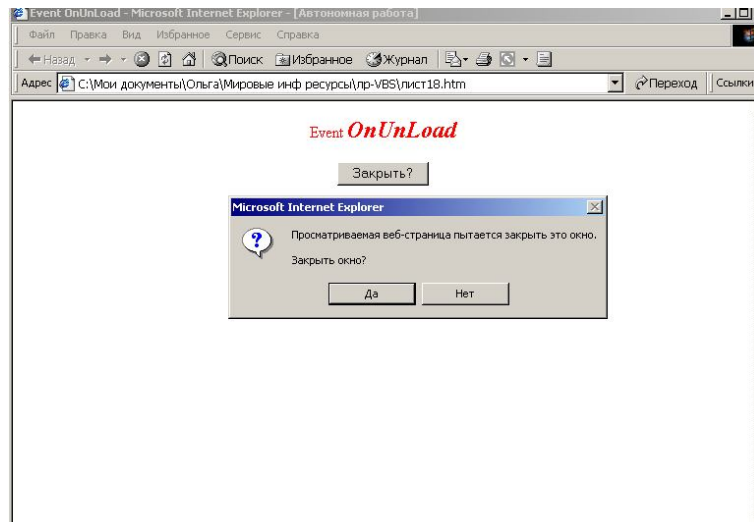 Event OnUnLoad - Microsoft Internet Explorer - [Автономная работа]
Файл Правка Вид Избранное Сервис Справка
Назад Поиск Избранное Журнал
Адрес C:\Мои документы\Ольга\Мировые инф ресурсы\пр-VBS\лист18.htm Переход Ссылки
Event OnUnLoad
Закрыть?
Microsoft Internet Explorer
Просматриваемая веб-страница пытается закрыть это окно.
Закрыть окно?
Да Нет